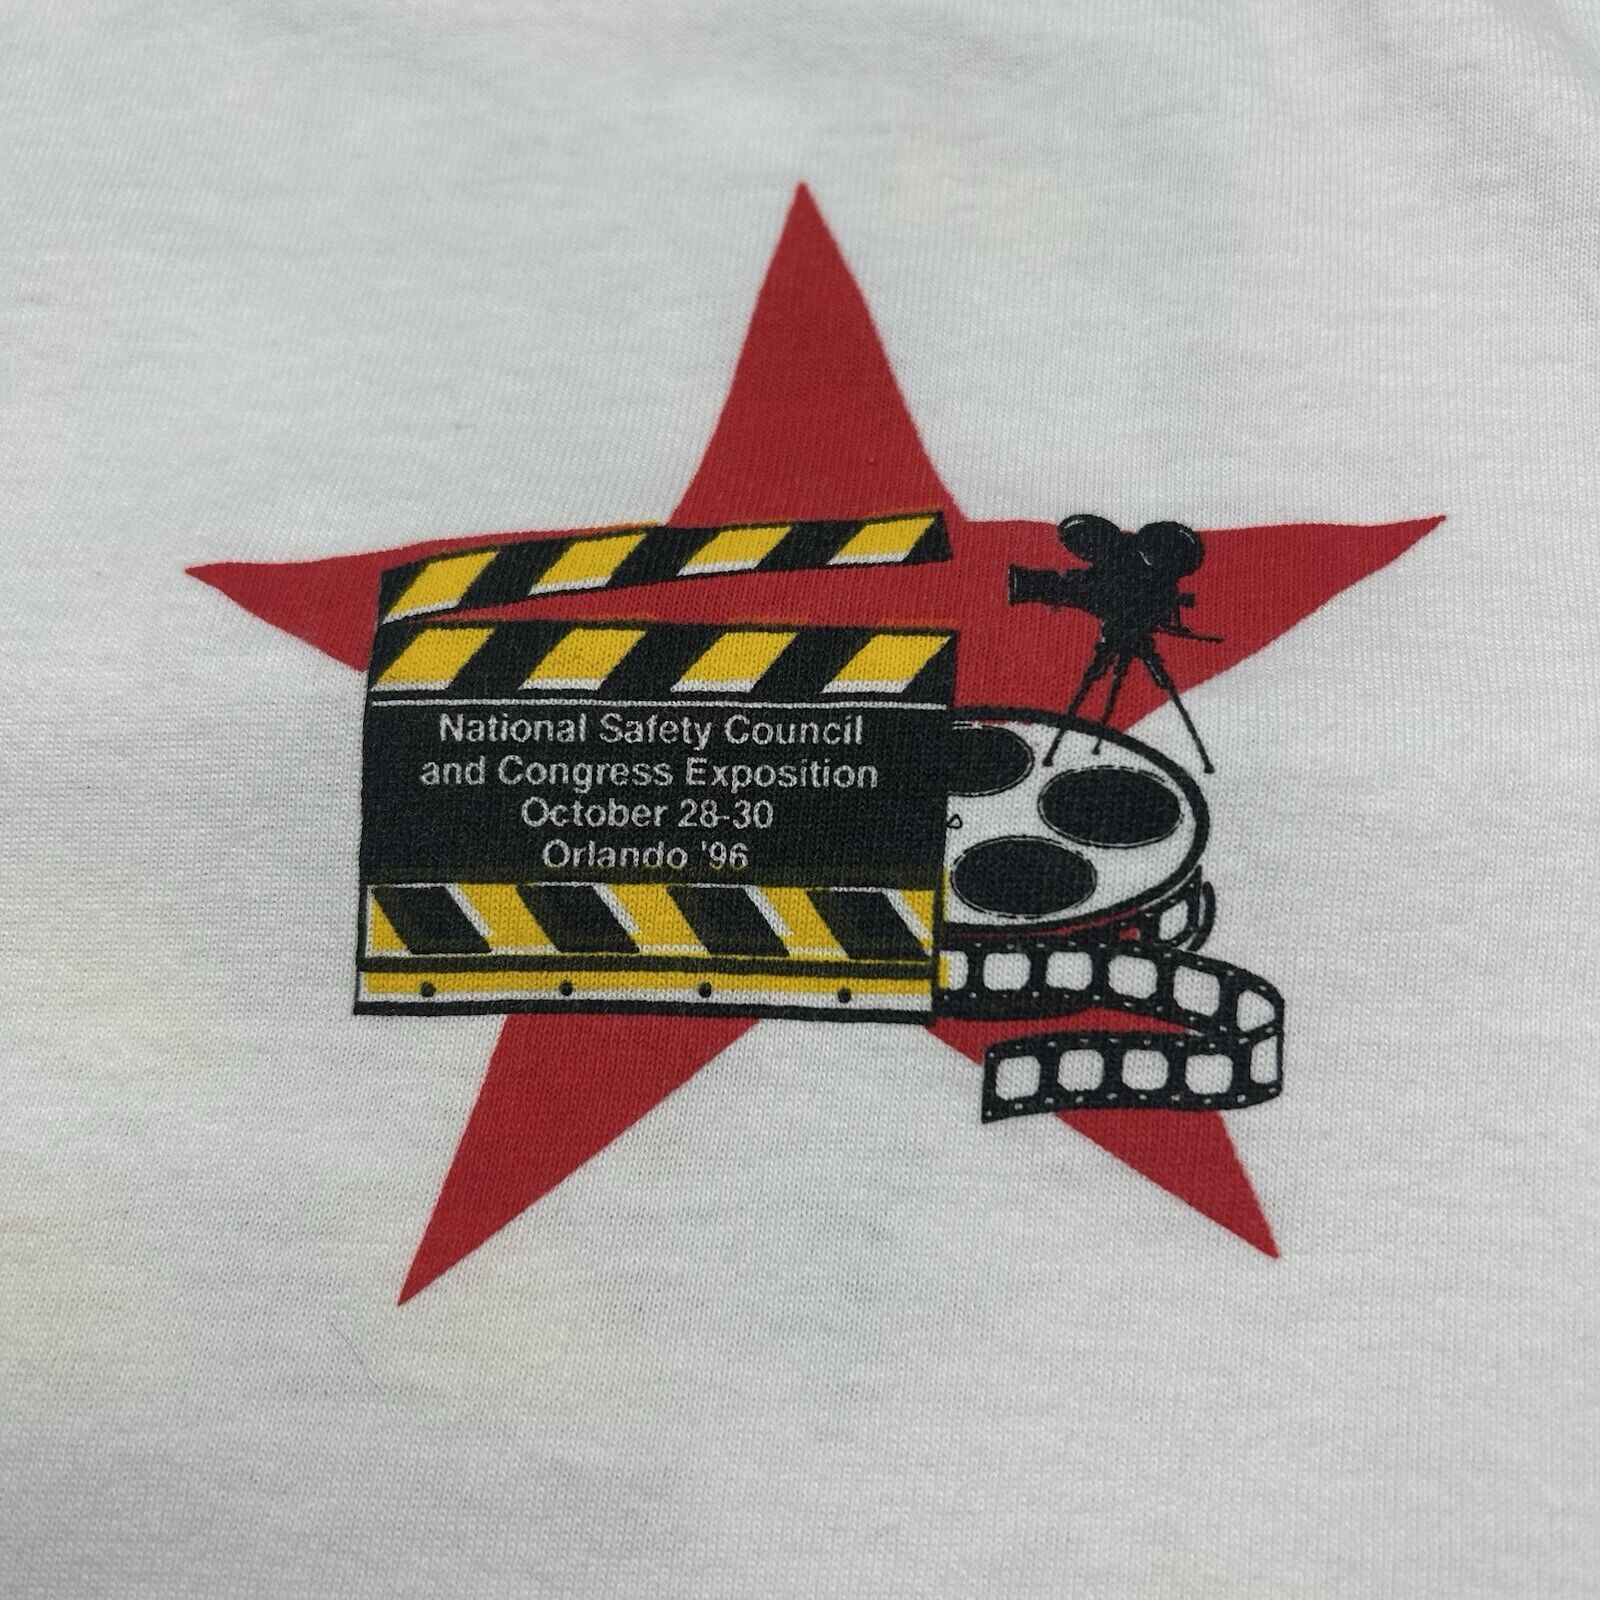 National Safety Council
and Congress Exposition
October 28-30
Orlando '96